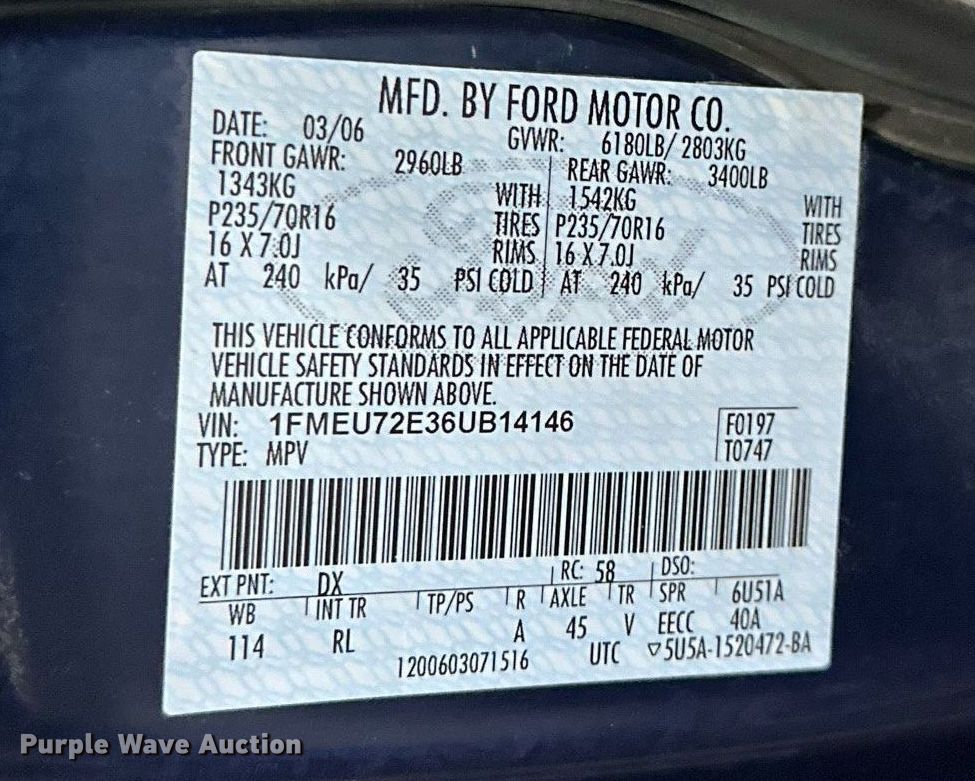 MFD. BY FORD MOTOR CO.
DATE: 03/06 GVWR: 6180LB/ 2803KG
FRONT GAWR: 2960LB REAR GAWR: 3400LB
1343KG WITH 1542KG WITH
P235/70R16 TIRES P235/70R16 TIRES
16 X 7.0J RIMS 16 X 7.0J RIMS
AT 240 kPa/ 35 PSI COLD AT 240 kPa/ 35 PSI COLD
THIS VEHICLE CONFORMS TO ALL APPLICABLE FEDERAL MOTOR
VEHICLE SAFETY STANDARDS IN EFFECT ON THE DATE OF
MANUFACTURE SHOWN ABOVE.
VIN: 1FMEU72E36UB14146 F0197
TYPE: MPV T0747
EXT PNT: DX RC: 58 DSO:
WB INT TR TP/PS R AXLE TR SPR 6U51A
114 RL A 45 V EECC 40A
1200603071516 UTC ▽5U5A-1520472-BA
Purple Wave Auction